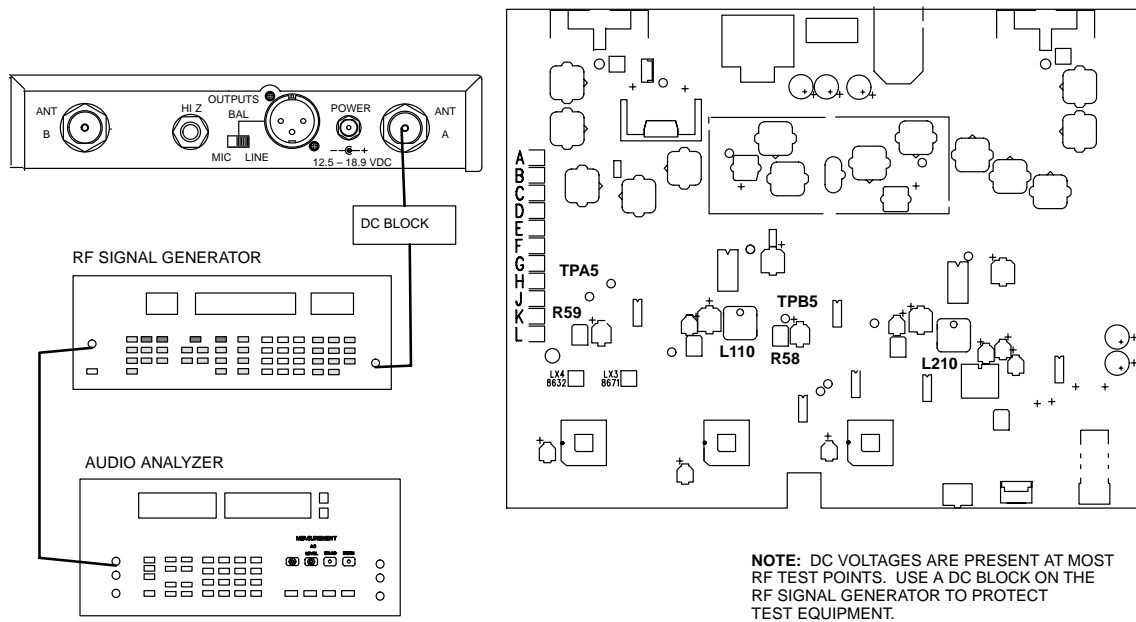 OUTPUTS
ANT
B
HI Z
BAL
POWER
ANT
A
MIC
LINE
- +
12.5 – 18.9 VDC
DC BLOCK
RF SIGNAL GENERATOR
AUDIO ANALYZER
MEASUREMENT
AC
LEVEL
A
B
C
D
E
F
G
H
J
K
L
TPA5
R59
LX4
8632
LX3
8671
L110
TPB5
R58
L210
NOTE: DC VOLTAGES ARE PRESENT AT MOST
RF TEST POINTS. USE A DC BLOCK ON THE
RF SIGNAL GENERATOR TO PROTECT
TEST EQUIPMENT.